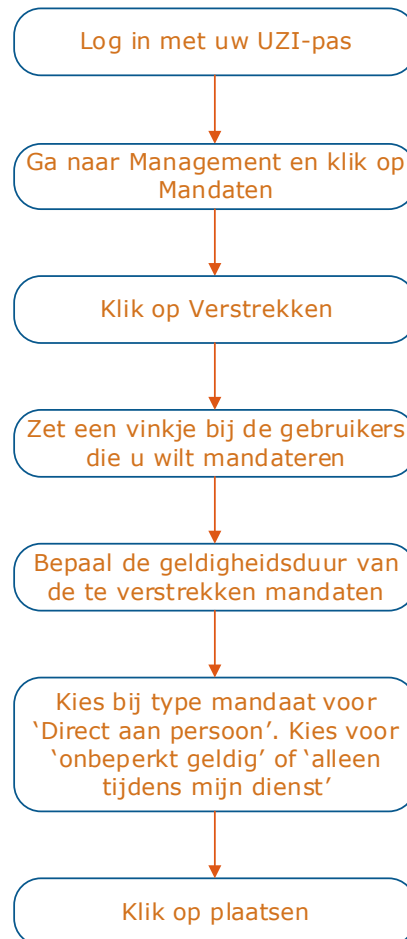 Log in met uw UZI-pas
Ga naar Management en klik op
Mandaten
Klik op Verstrekken
Zet een vinkje bij de gebruikers
die u wilt mandateren
Bepaal de geldigheidsduur van
de te verstrekken mandaten
Kies bij type mandaat voor
‘Direct aan persoon’. Kies voor
‘onbeperkt geldig’ of ‘alleen
tijdens mijn dienst’
Klik op plaatsen